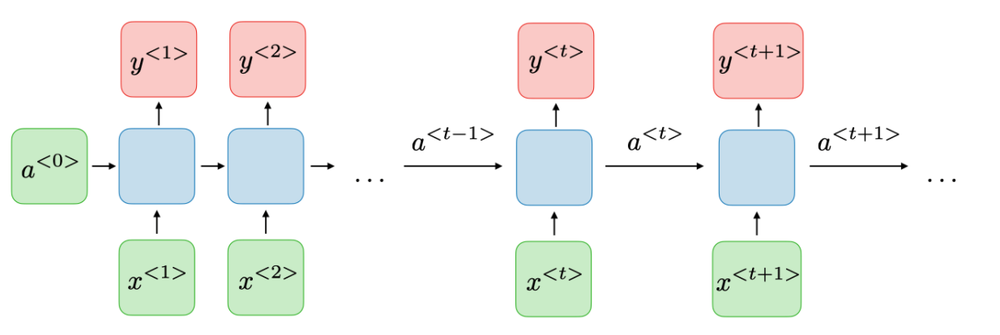 y<1> y<2> y<t> y<t+1>
a<0> ... a<t−1> a<t> a<t+1> ...
x<1> x<2> x<t> x<t+1>